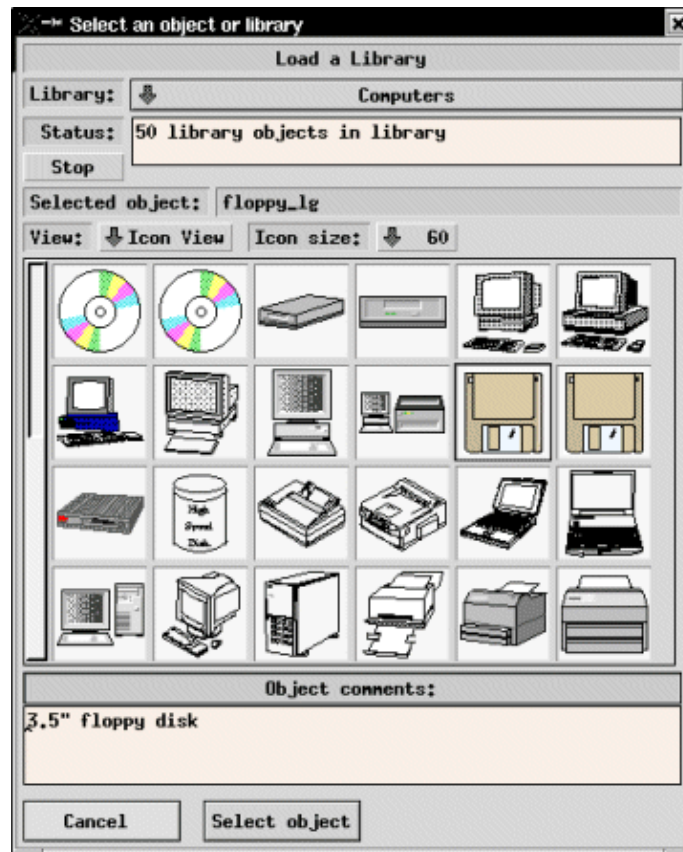 Select an object or library
Load a Library
Library: Computers
Status: 50 library objects in library
Stop
Selected object: floppy_lg
View: Icon View Icon size: 60
High
Speed
Disk
Object comments:
3.5" floppy disk
Cancel Select object